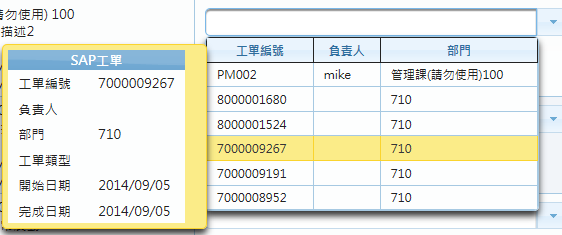 (請勿使用) 100
描述2
SAP工單
工單編號 7000009267
負責人
部門 710
工單類型
開始日期 2014/09/05
完成日期 2014/09/05
工單編號 負責人 部門
PM002 mike 管理課(請勿使用)100
8000001680 710
8000001524 710
7000009267 710
7000009191 710
7000008952 710